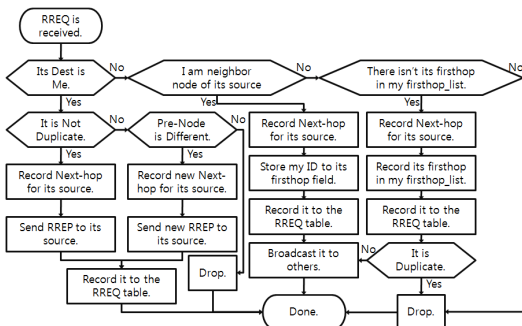 RREQ is
received.
Its Dest is
Me.
No
I am neighbor
node of its source
No
There isn't its firsthop
in my firsthop_list.
No
Yes
Yes
Yes
It is Not
Duplicate.
No
Pre-Node
is Different.
No
Record Next-hop
for its source.
Record Next-hop
for its source.
Yes
Yes
Record Next-hop
for its source.
Record new Next-
hop for its source.
Store my ID to its
firsthop field.
Record its firsthop
in my firsthop_list.
Send RREP to its
source.
Send new RREP to
its source.
Record it to the
RREQ table.
Record it to the
RREQ table.
Record it to the
RREQ table.
Drop.
Broadcast it to
others.
No
It is
Duplicate.
Yes
Done.
Drop.